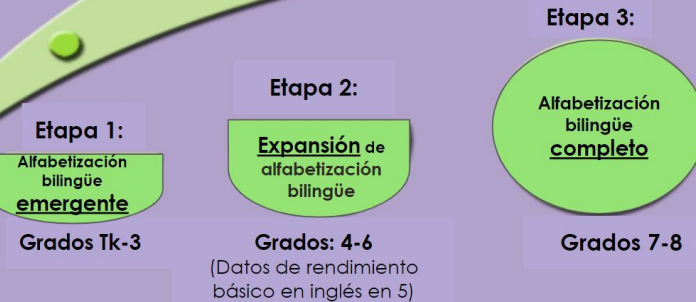 Etapa 1:
Alfabetización
bilingüe
emergente
Grados Tk-3
Etapa 2:
Expansión de
alfabetización
bilingüe
Grados: 4-6
(Datos de rendimiento
básico en inglés en 5)
Etapa 3:
Alfabetización
bilingüe
completo
Grados 7-8